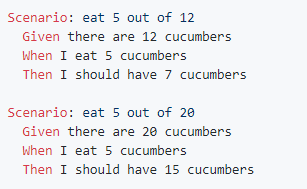 Scenario: eat 5 out of 12
Given there are 12 cucumbers
When I eat 5 cucumbers
Then I should have 7 cucumbers
Scenario: eat 5 out of 20
Given there are 20 cucumbers
When I eat 5 cucumbers
Then I should have 15 cucumbers